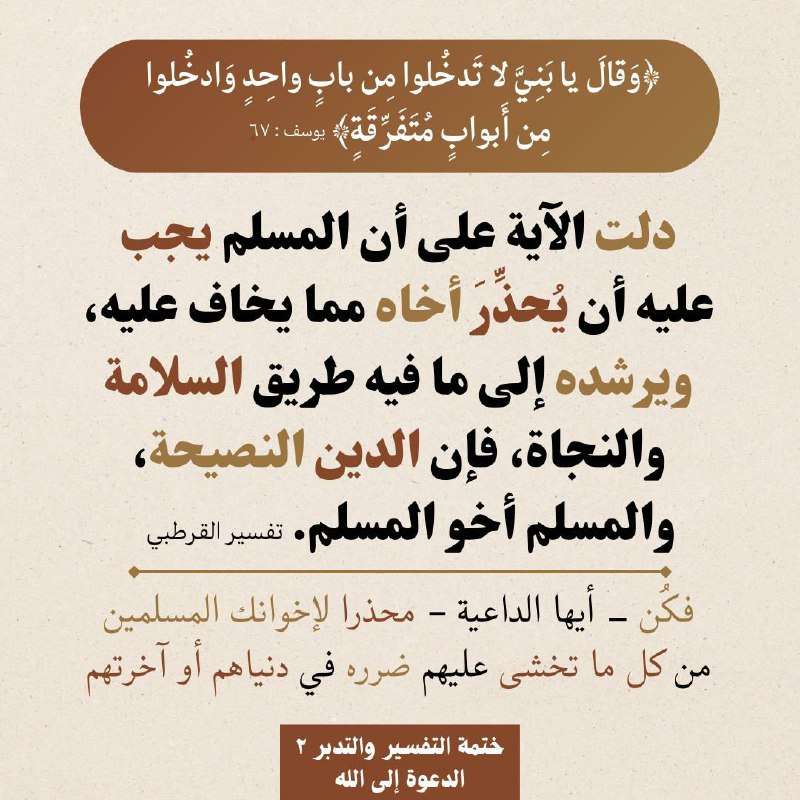 ﴿وَقالَ يا بَنِيَّ لا تَدخُلوا مِن بابٍ واحِدٍ وَادخُلوا
مِن أَبوابٍ مُتَفَرِّقَةٍ﴾ يوسف : ٦٧
دلت الآية على أن المسلم يجب
عليه أن يُحذِّرَ أخاه مما يخاف عليه،
ويرشده إلى ما فيه طريق السلامة
والنجاة، فإن الدين النصيحة،
والمسلم أخو المسلم. تفسير القرطبي
فكُن – أيها الداعية – محذرا لإخوانك المسلمين
من كل ما تخشى عليهم ضرره في دنياهم أو آخرتهم
ختمة التفسير والتدبر ٢
الدعوة إلى الله